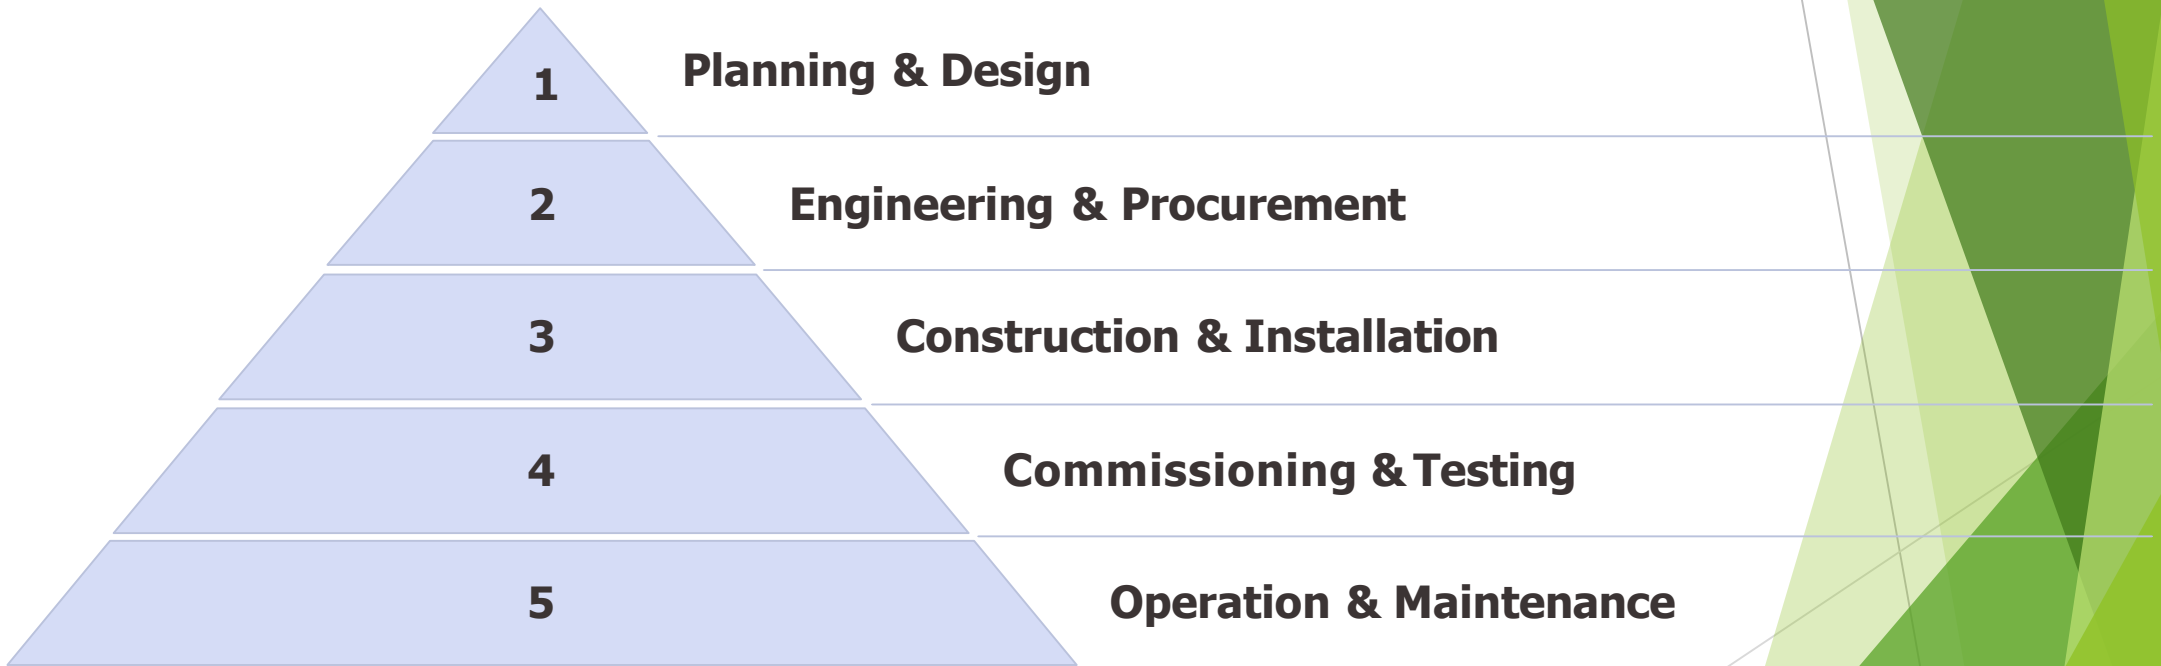 1 Planning & Design
2 Engineering & Procurement
3 Construction & Installation
4 Commissioning & Testing
5 Operation & Maintenance